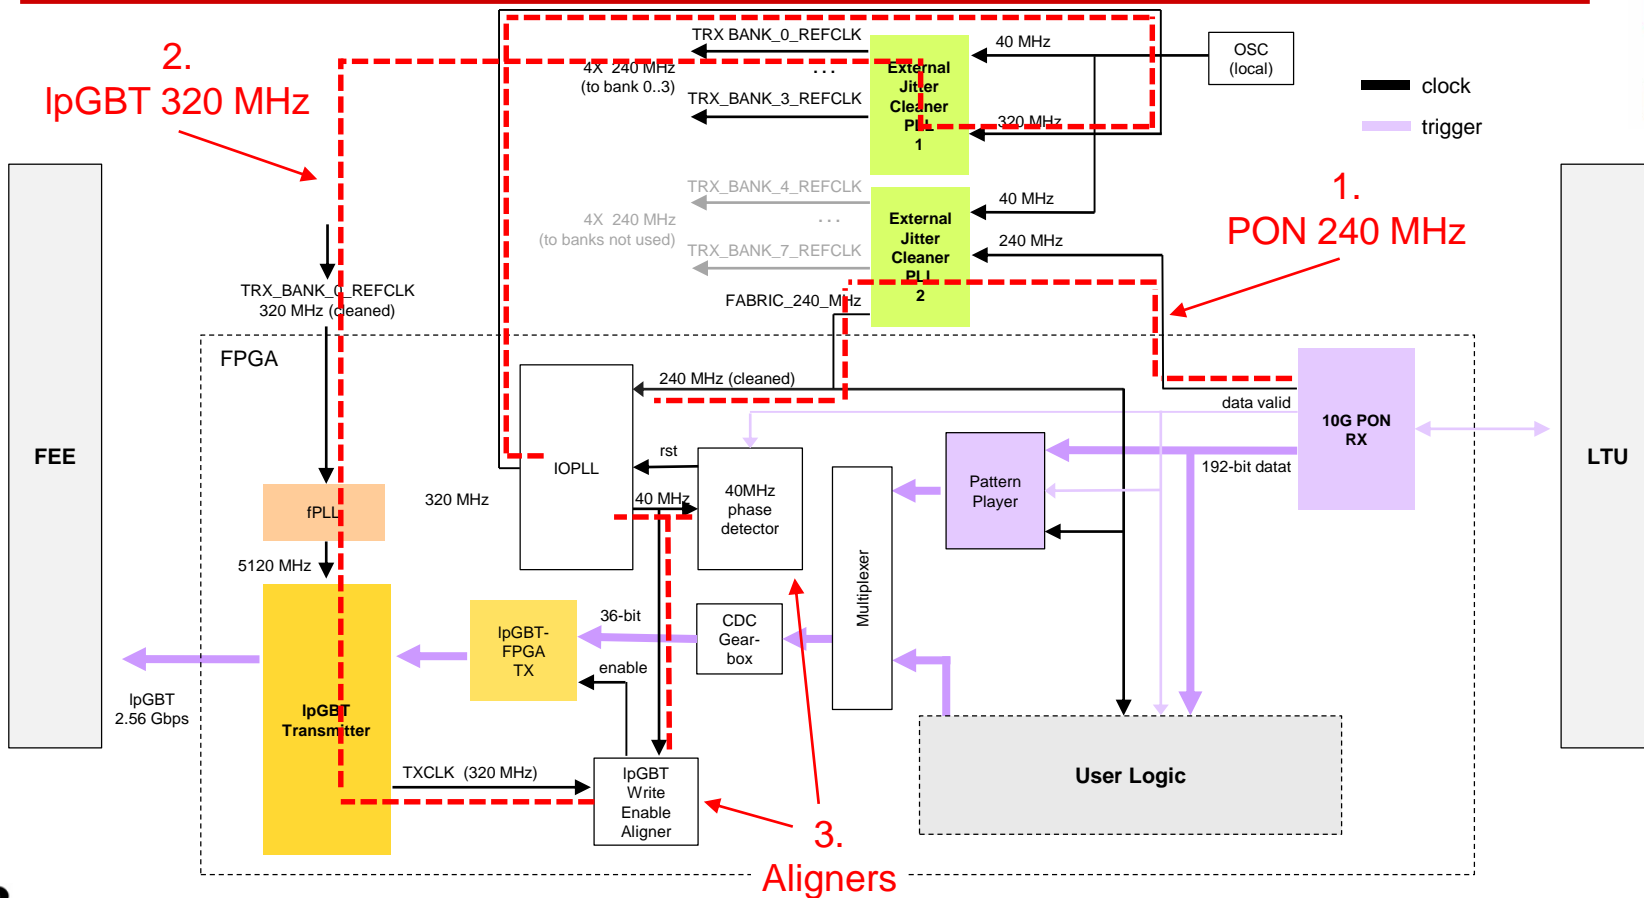 2.
lpGBT 320 MHz
TRX BANK_0_REFCLK
4X 240 MHz
(to bank 0..3)
...
TRX_BANK_3_REFCLK
External
Jitter
Cleaner
PLL
1
40 MHz
320 MHz
OSC
(local)
clock
trigger
TRX_BANK_4_REFCLK
4X 240 MHz
(to banks not used)
...
TRX_BANK_7_REFCLK
External
Jitter
Cleaner
PLL
2
40 MHz
240 MHz
FABRIC_240_MHz
1.
PON 240 MHz
TRX_BANK_0_REFCLK
320 MHz (cleaned)
FPGA
FEE
LTU
240 MHz (cleaned)
data valid
10G PON
RX
192-bit datat
IOPLL
rst
40 MHz
320 MHz
40MHz
phase
detector
Pattern
Player
Multiplexer
fPLL
5120 MHz
lpGBT
Transmitter
lpGBT-
FPGA
TX
36-bit
enable
CDC
Gear-
box
lpGBT
2.56 Gbps
TXCLK (320 MHz)
lpGBT
Write
Enable
Aligner
User Logic
3.
Aligners